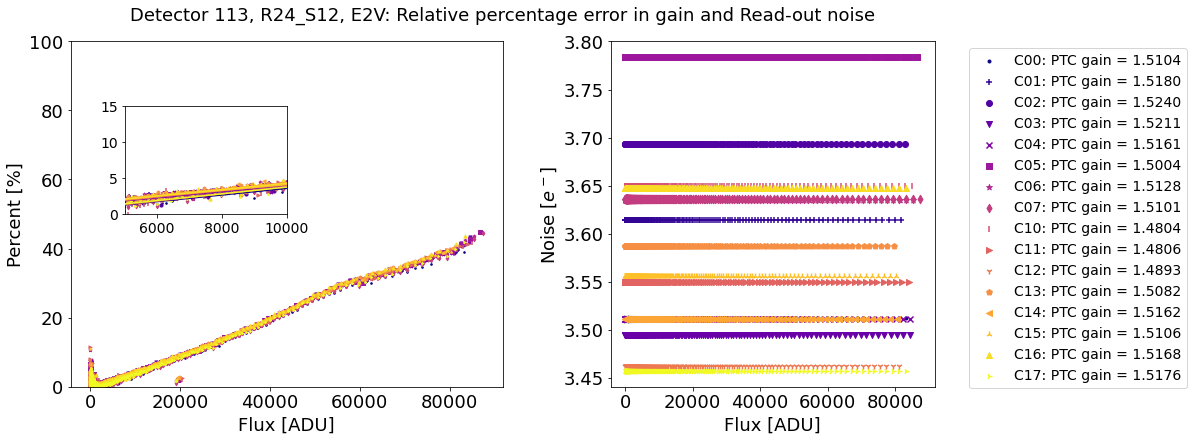 Detector 113, R24_S12, E2V: Relative percentage error in gain and Read-out noise
100
80
60
40
20
0
Percent [%]
15
10
5
0
6000 8000 10000
0 20000 40000 60000 80000
Flux [ADU]
3.80
3.70
3.65
3.60
3.55
3.50
3.45
Noise [e⁻]
0 20000 40000 60000 80000
Flux [ADU]
C00: PTC gain = 1.5104
C01: PTC gain = 1.5180
C02: PTC gain = 1.5240
C03: PTC gain = 1.5211
C04: PTC gain = 1.5161
C05: PTC gain = 1.5004
C06: PTC gain = 1.5128
C07: PTC gain = 1.5101
C10: PTC gain = 1.4804
C11: PTC gain = 1.4806
C12: PTC gain = 1.4893
C13: PTC gain = 1.5082
C14: PTC gain = 1.5162
C15: PTC gain = 1.5106
C16: PTC gain = 1.5168
C17: PTC gain = 1.5176